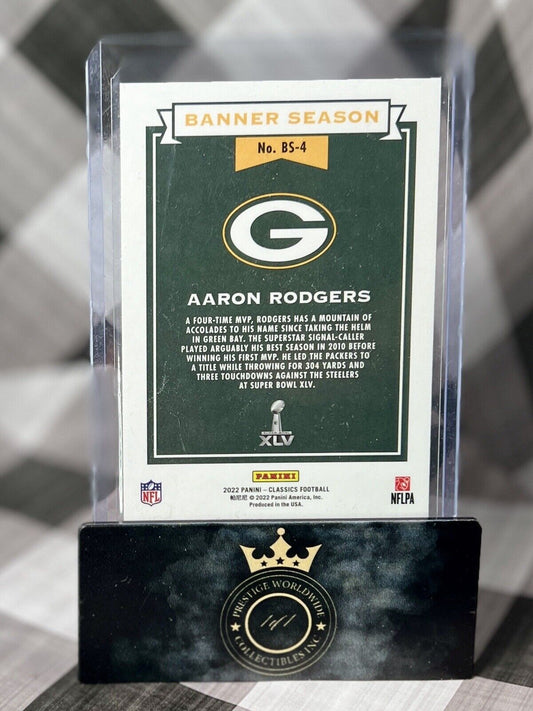 BANNER SEASON
No. BS-4
G
AARON RODGERS
A FOUR-TIME MVP, RODGERS HAS A MOUNTAIN OF
ACCOLADES TO HIS NAME SINCE TAKING THE HELM
IN GREEN BAY. THE SUPERSTAR SIGNAL-CALLER
PLAYED ARGUABLY HIS BEST SEASON IN 2010 BEFORE
WINNING HIS FIRST MVP. HE LED THE PACKERS TO
A TITLE WHILE THROWING FOR 304 YARDS AND
THREE TOUCHDOWNS AGAINST THE STEELERS
AT SUPER BOWL XLV.
XLV
PANINI
2022 PANINI – CLASSICS FOOTBALL
帕尼尼 © 2022 Panini America, Inc.
Produced in the USA.
NFL
NFLPA
PRESTIGE WORLDWIDE
1of1
COLLECTIBLES INC